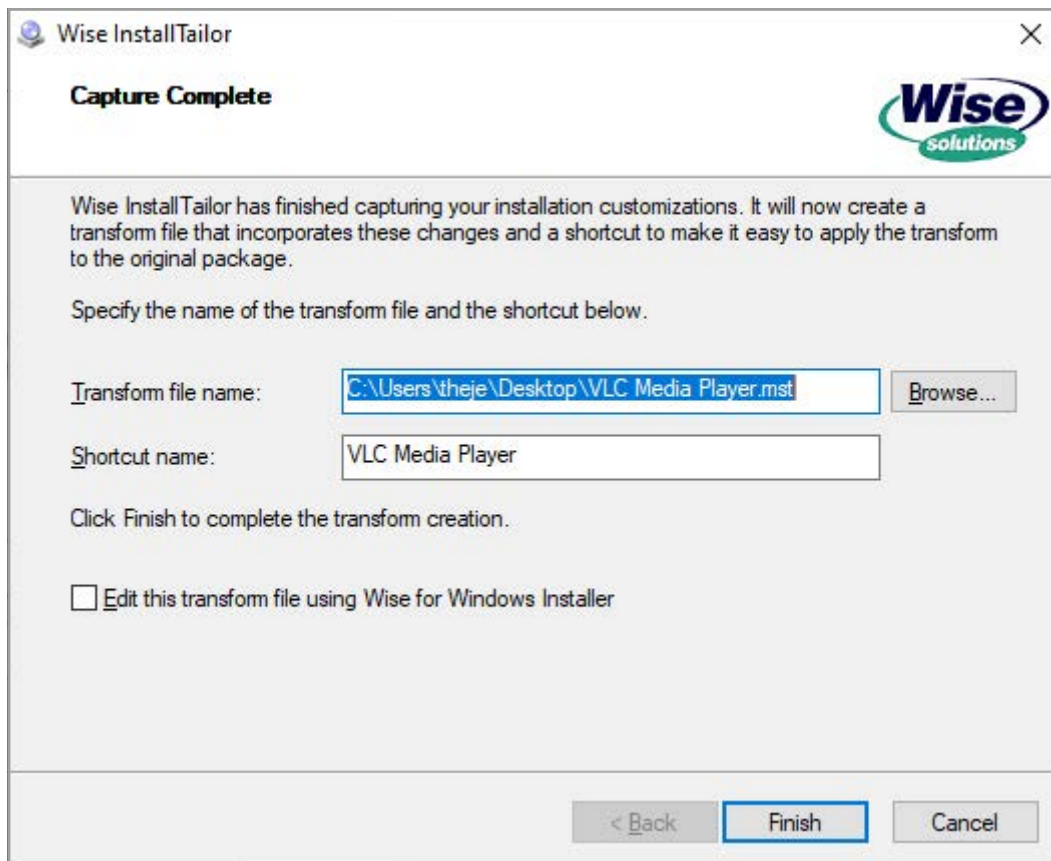 Wise InstallTailor
Capture Complete
Wise
solutions
Wise InstallTailor has finished capturing your installation customizations. It will now create a
transform file that incorporates these changes and a shortcut to make it easy to apply the transform
to the original package.
Specify the name of the transform file and the shortcut below.
Transform file name:
C:\Users\theje\Desktop\VLC Media Player.mst
Browse...
Shortcut name:
VLC Media Player
Click Finish to complete the transform creation.
Edit this transform file using Wise for Windows Installer
< Back
Finish
Cancel